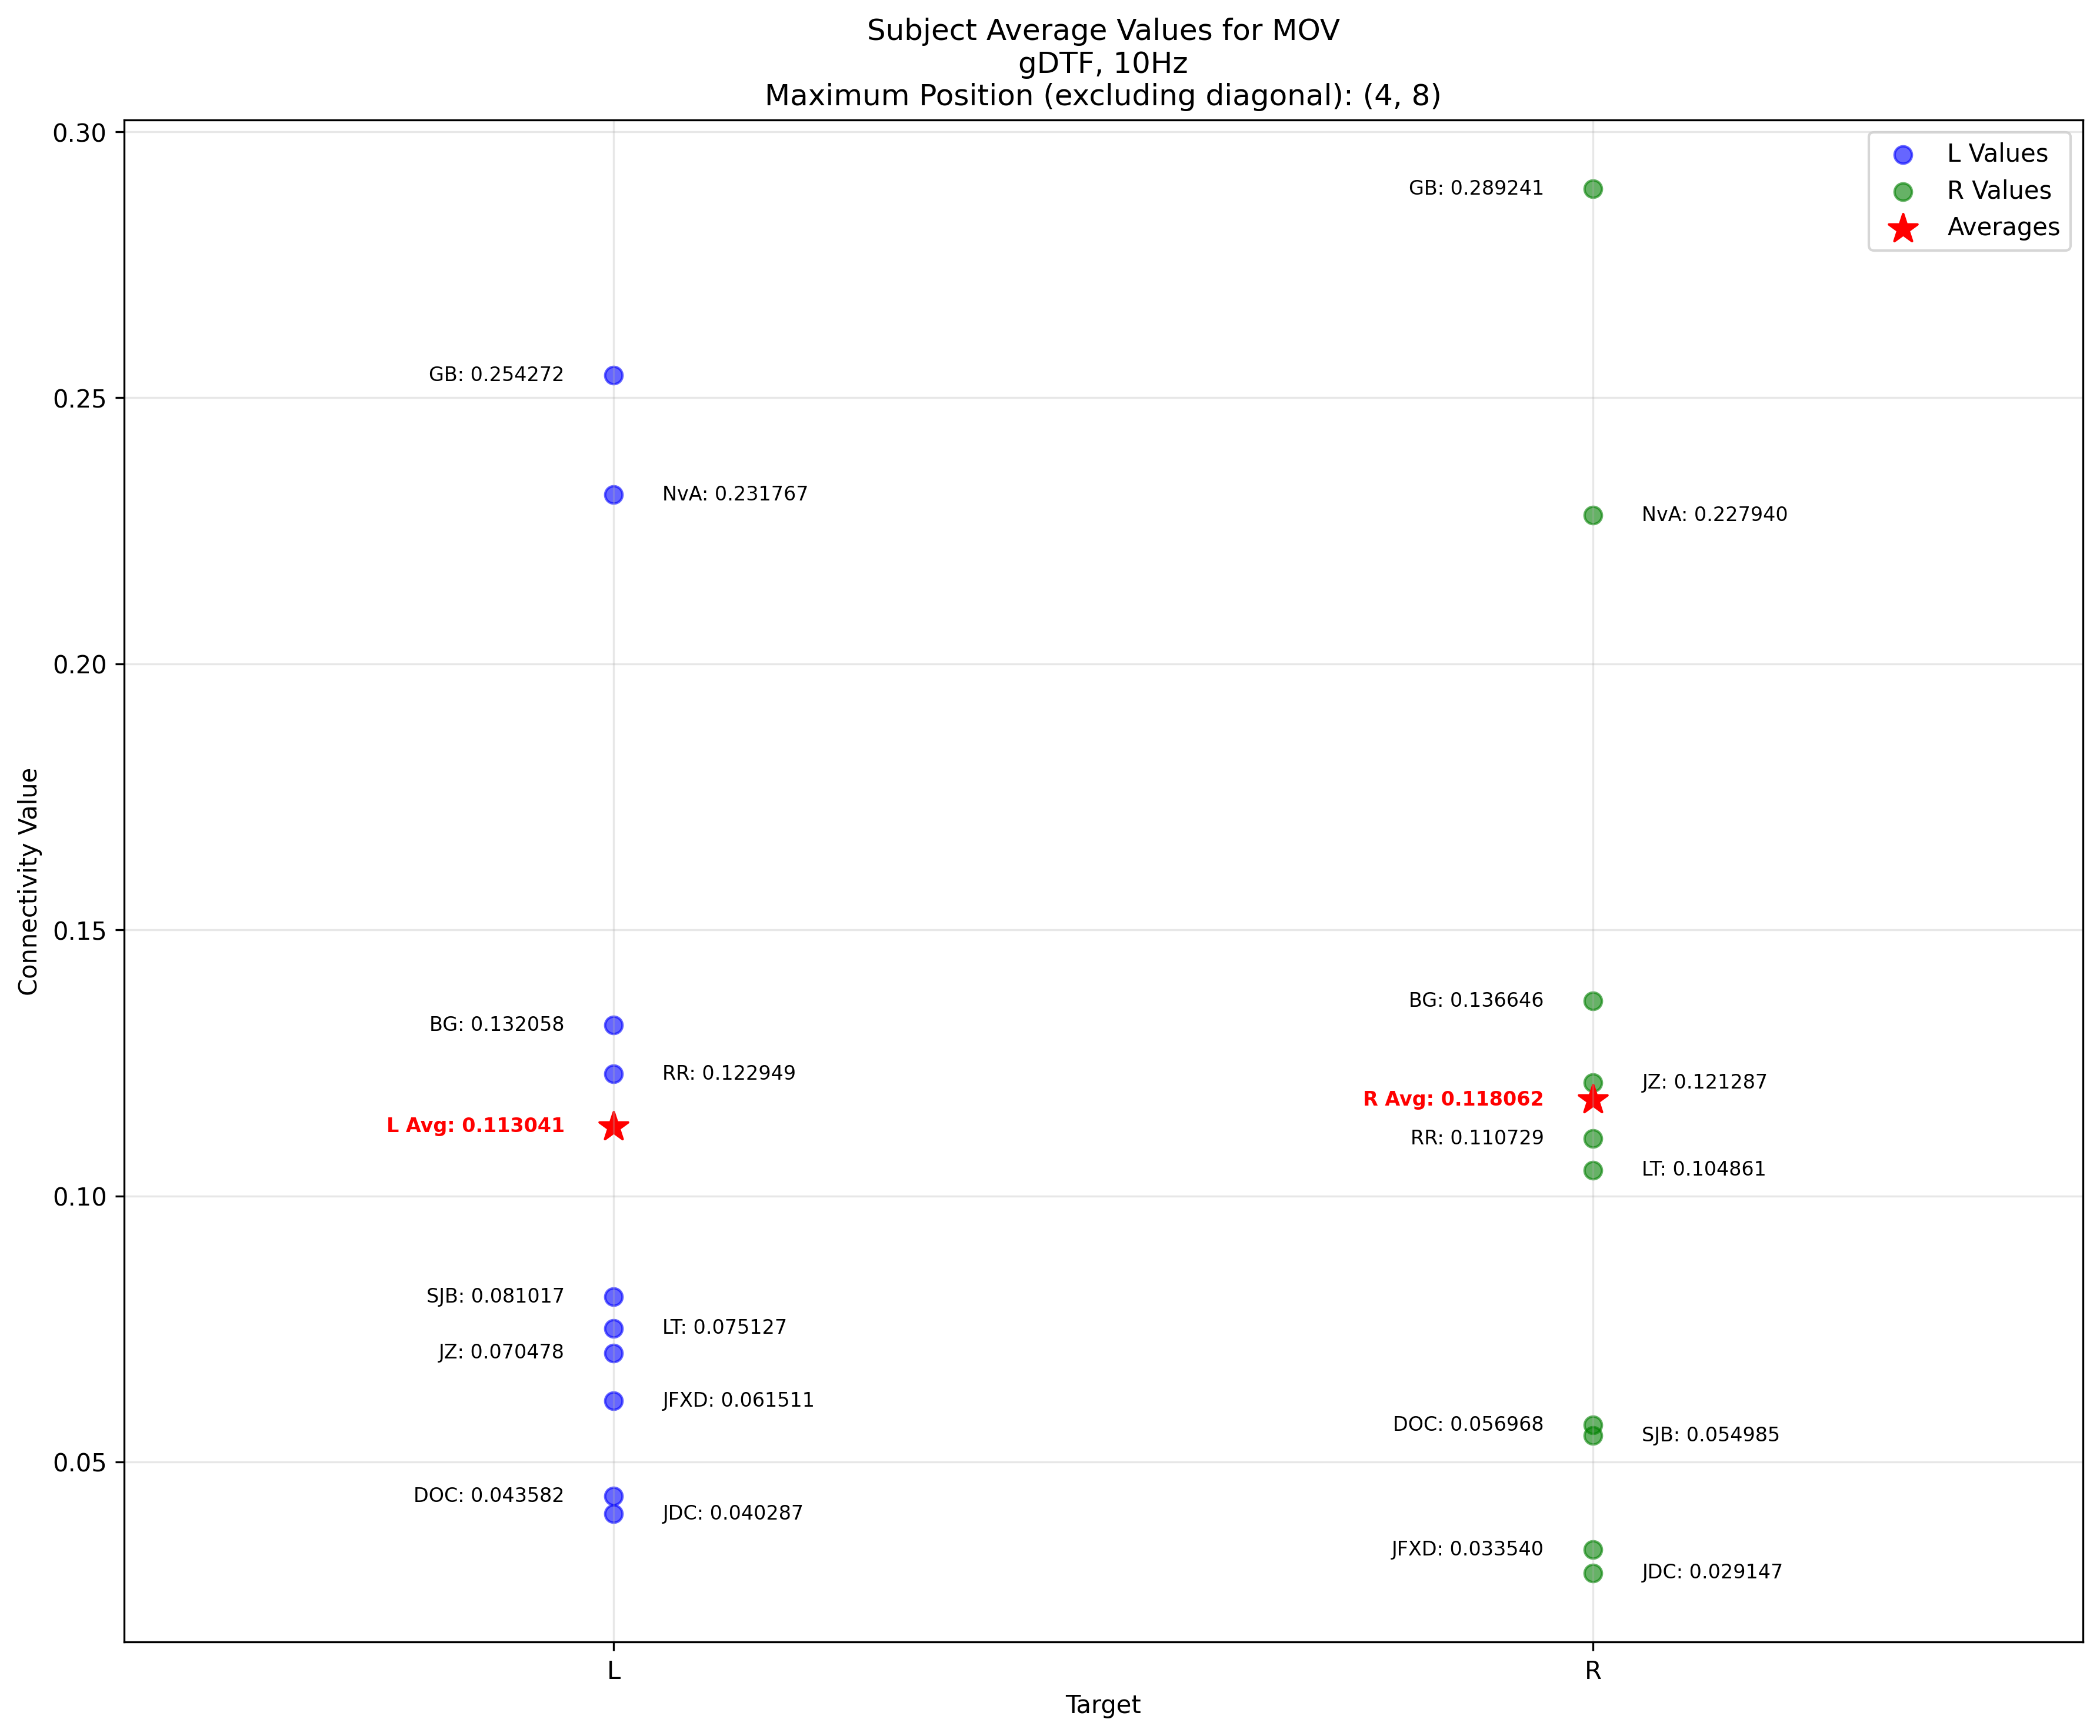 Subject Average Values for MOV
gDTF, 10Hz
Maximum Position (excluding diagonal): (4, 8)
L Values
R Values
Averages
Connectivity Value
0.30
0.25
0.20
0.15
0.10
0.05
GB: 0.254272
NvA: 0.231767
BG: 0.132058
RR: 0.122949
L Avg: 0.113041
SJB: 0.081017
LT: 0.075127
JZ: 0.070478
JFXD: 0.061511
DOC: 0.043582
JDC: 0.040287
GB: 0.289241
NvA: 0.227940
BG: 0.136646
JZ: 0.121287
R Avg: 0.118062
RR: 0.110729
LT: 0.104861
DOC: 0.056968
SJB: 0.054985
JFXD: 0.033540
JDC: 0.029147
L
R
Target